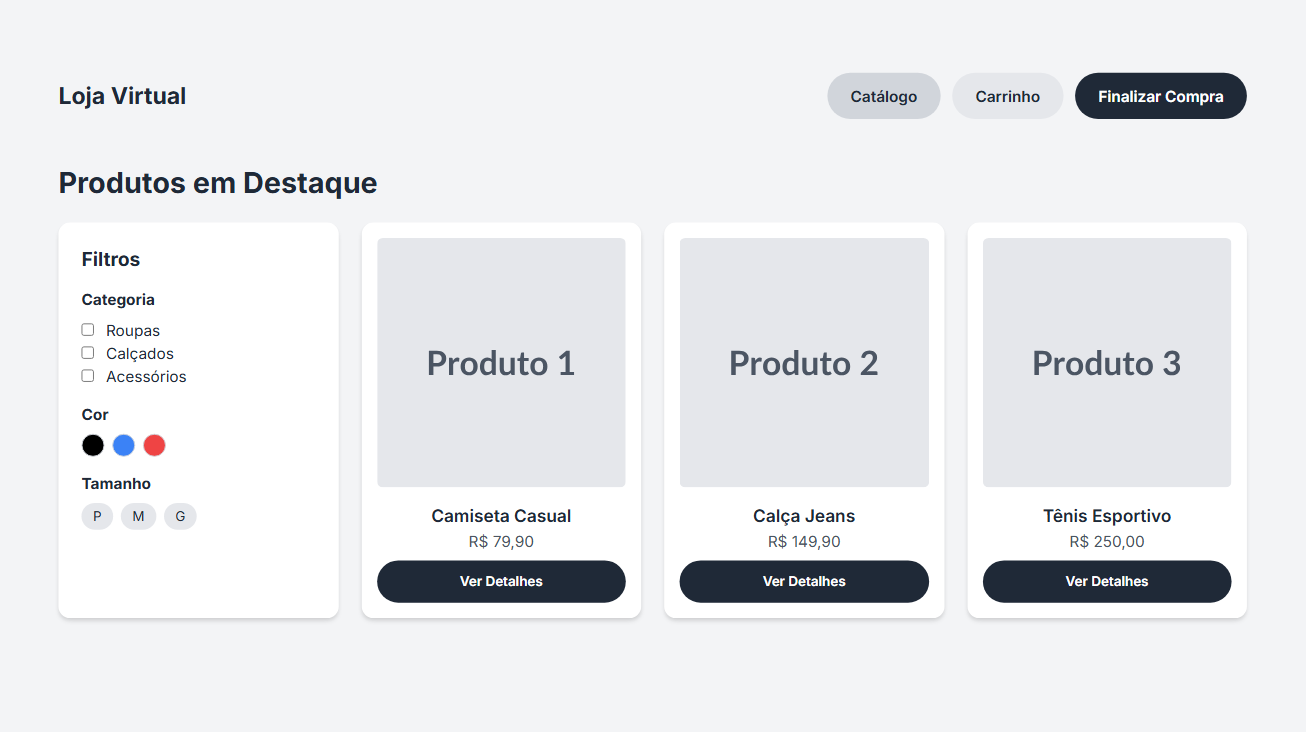 Loja Virtual
Catálogo
Carrinho
Finalizar Compra
Produtos em Destaque
Filtros
Categoria
Roupas
Calçados
Acessórios
Cor
Tamanho
P
M
G
Produto 1
Camiseta Casual
R$ 79,90
Ver Detalhes
Produto 2
Calça Jeans
R$ 149,90
Ver Detalhes
Produto 3
Tênis Esportivo
R$ 250,00
Ver Detalhes